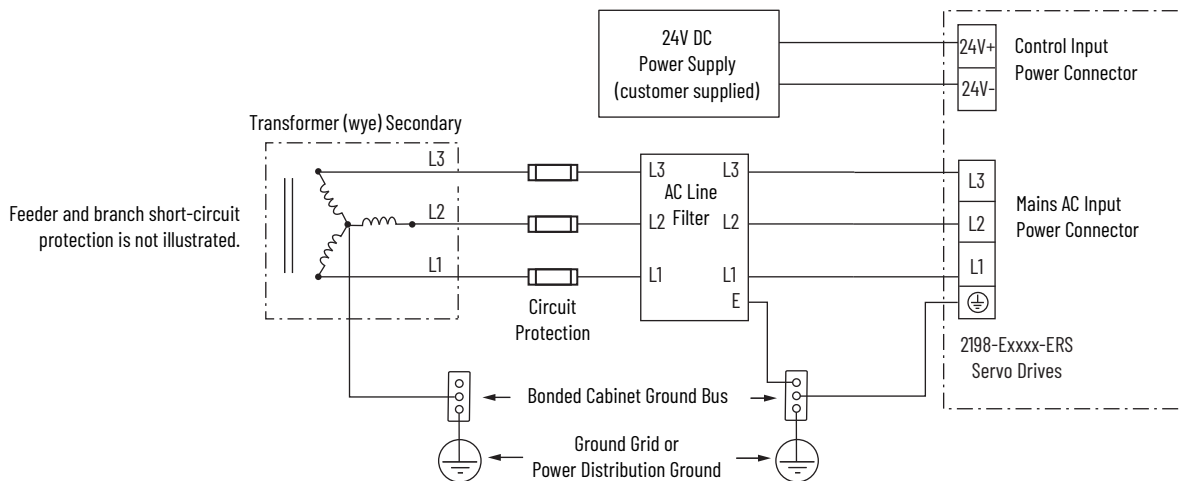 24V DC
Power Supply
(customer supplied)
24V+
24V-
Control Input
Power Connector
Transformer (wye) Secondary
L3
L2
L1
Feeder and branch short-circuit
protection is not illustrated.
Circuit
Protection
L3
L2
L1
AC Line
Filter
L3
L2
L1
E
L3
L2
L1
Mains AC Input
Power Connector
2198-Exxxx-ERS
Servo Drives
Bonded Cabinet Ground Bus
Ground Grid or
Power Distribution Ground